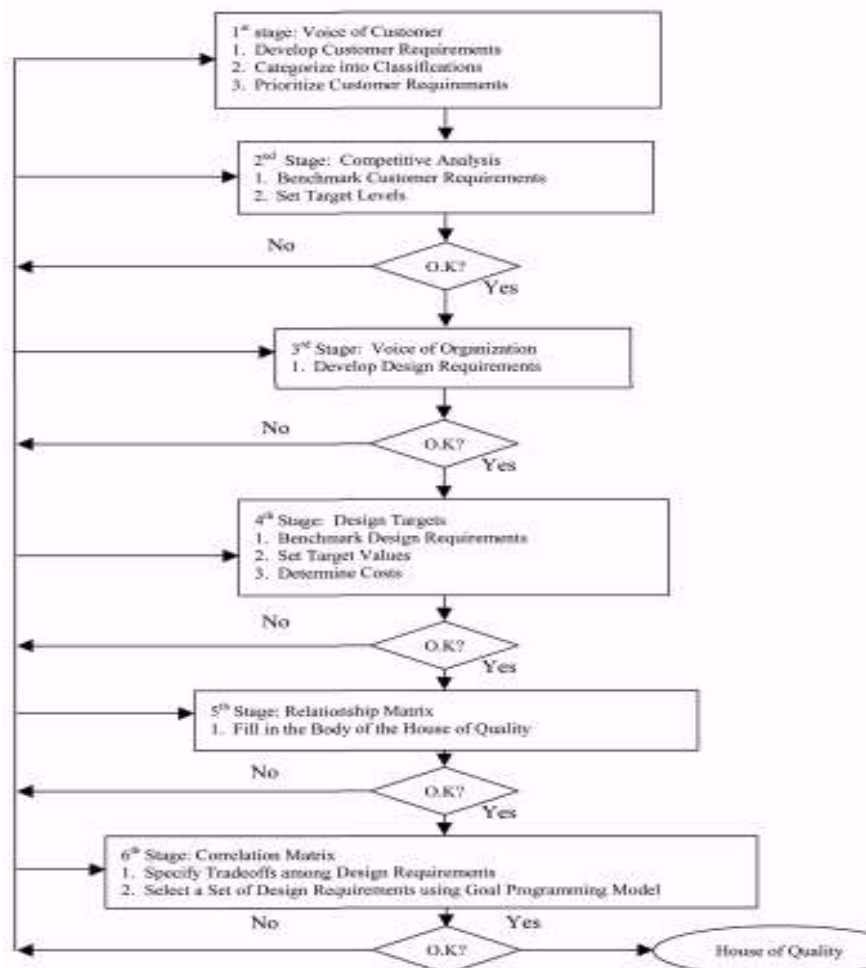 1st stage: Voice of Customer
1. Develop Customer Requirements
2. Categorize into Classifications
3. Prioritize Customer Requirements
2nd Stage: Competitive Analysis
1. Benchmark Customer Requirements
2. Set Target Levels
No
O.K?
Yes
3rd Stage: Voice of Organization
1. Develop Design Requirements
No
O.K?
Yes
4th Stage: Design Targets
1. Benchmark Design Requirements
2. Set Target Values
3. Determine Costs
No
O.K?
Yes
5th Stage: Relationship Matrix
1. Fill in the Body of the House of Quality
No
O.K?
Yes
6th Stage: Correlation Matrix
1. Specify Tradeoffs among Design Requirements
2. Select a Set of Design Requirements using Goal Programming Model
No
Yes
O.K?
House of Quality